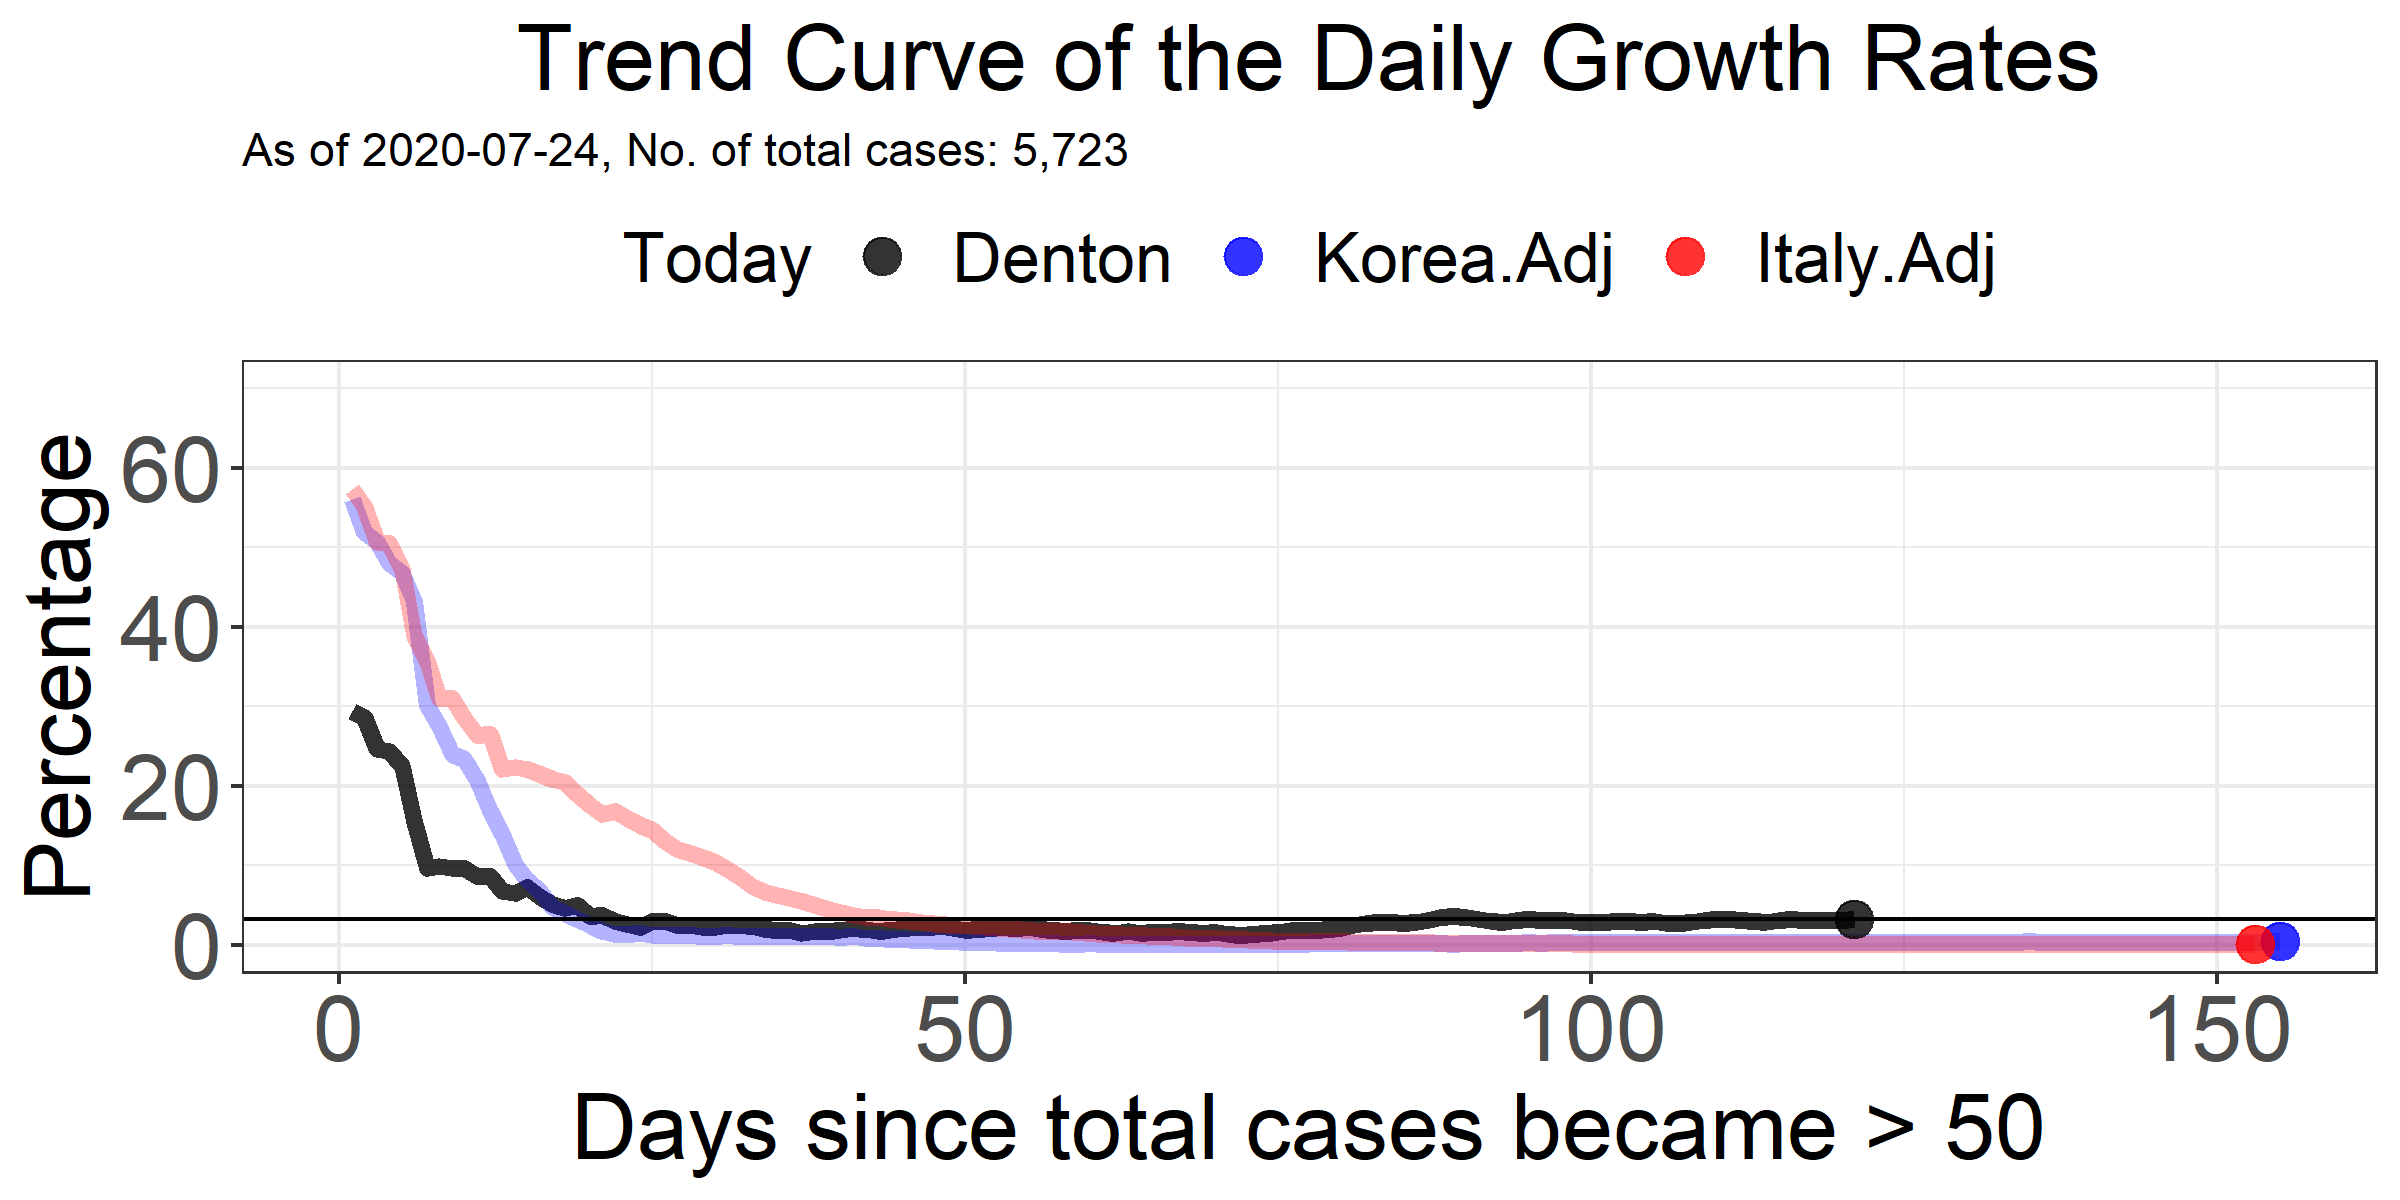 Trend Curve of the Daily Growth Rates
As of 2020-07-24, No. of total cases: 5,723
Today Denton Korea.Adj Italy.Adj
Percentage
60
40
20
0
0 50 100 150
Days since total cases became > 50